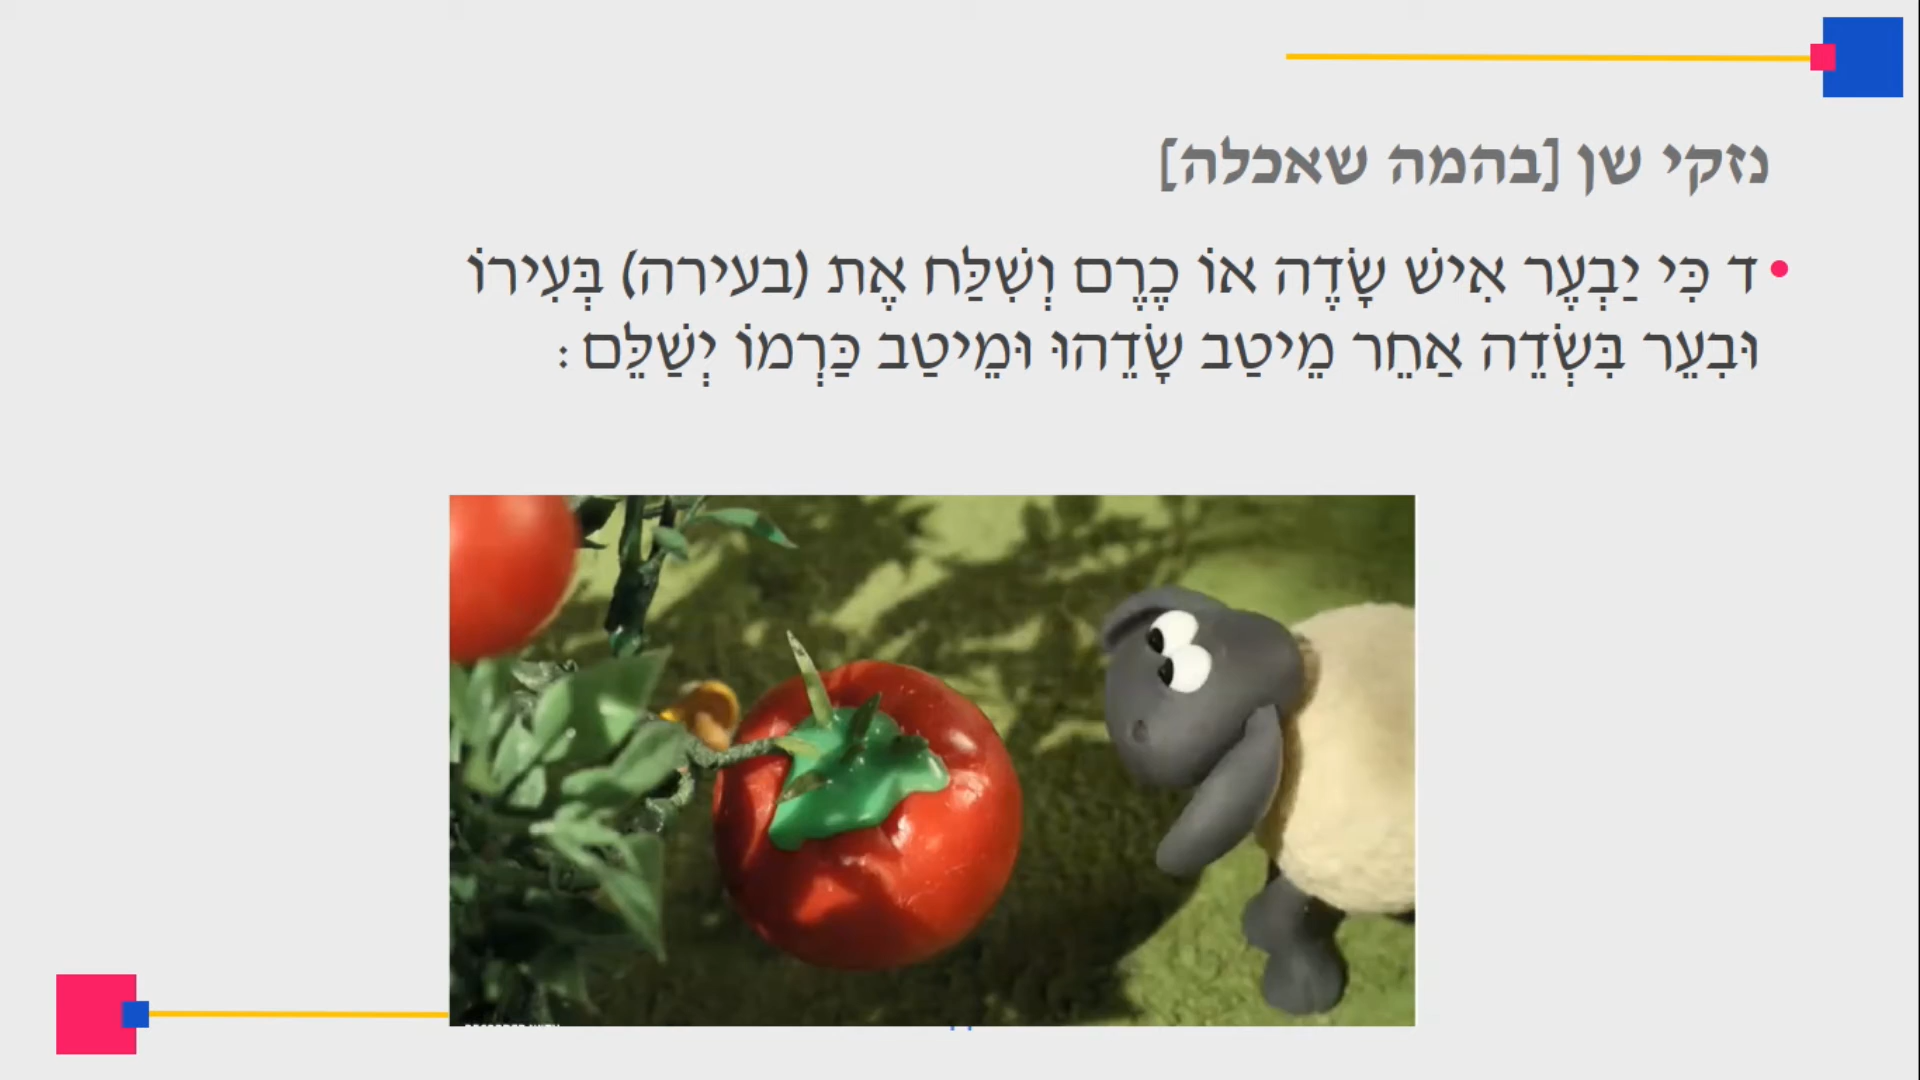 נזקי שן [בהמה שאכלה]
ד כִּי יַבְעֶר אִישׁ שָׂדֶה אוֹ כֶרֶם וְשִׁלַּח אֶת (בעירה) בְּעִירוֹ
וּבִעֵר בִּשְׂדֵה אַחֵר מֵיטַב שָׂדֵהוּ וּמֵיטַב כַּרְמוֹ יְשַׁלֵּם: